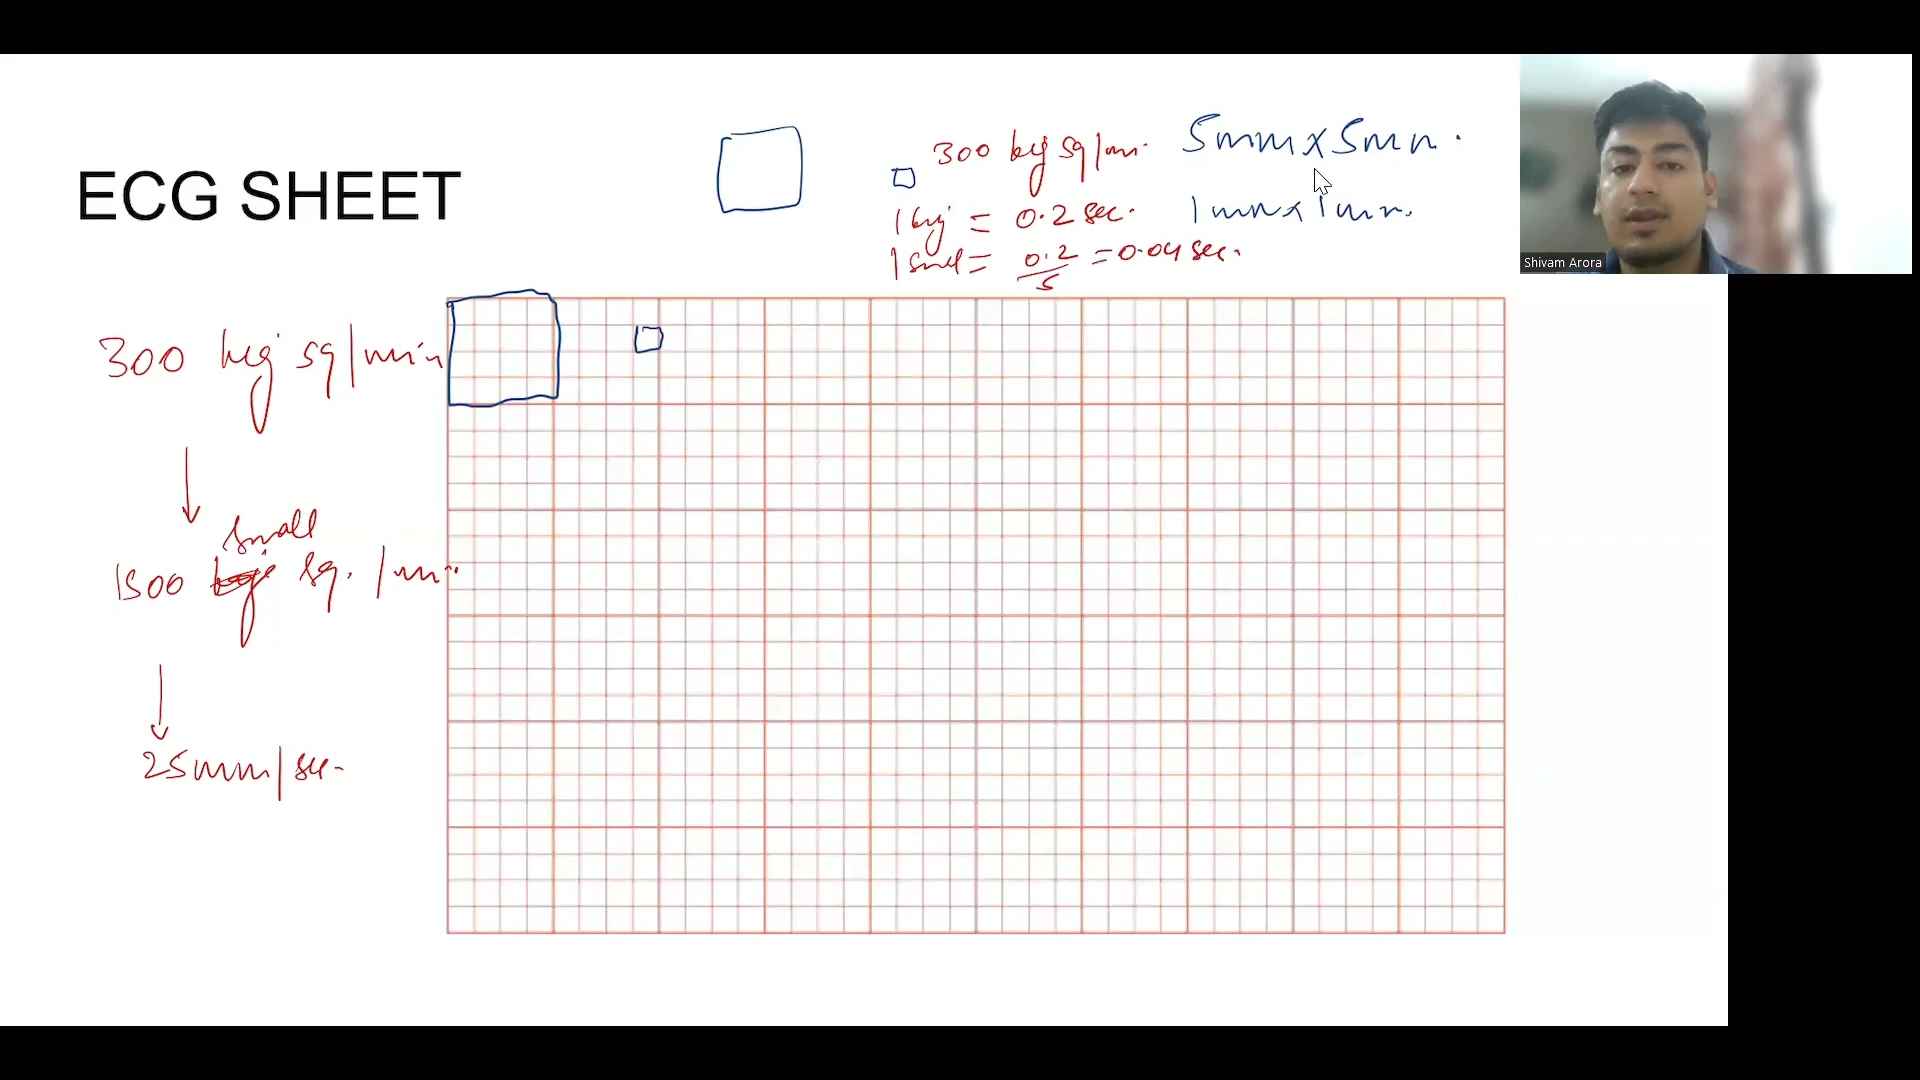 ECG SHEET
300 big sq/min.
5mm x 5mm.
1 big = 0.2 sec.
1mm x 1mm.
1 small = 0.2/5 = 0.04 sec.
Shivam Arora
300 big sq/min
↓
small
1500 big sq. /min.
↓
25mm/sec.